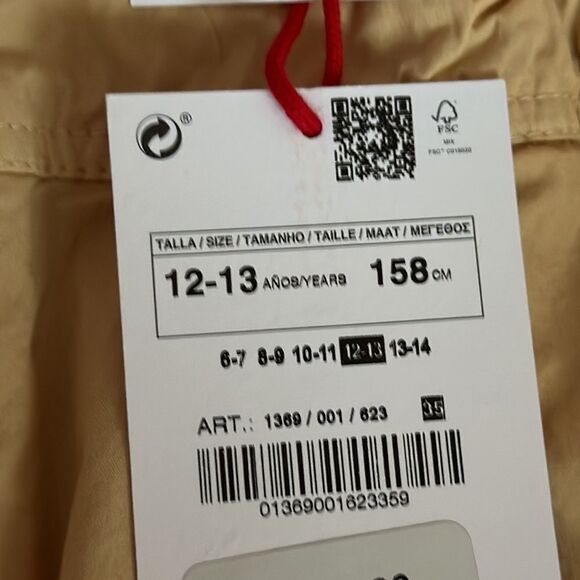 ®
FSC
MIX
TALLA / SIZE / TAMANHO / TAILLE / MAAT / ΜΕΓΕΘΟΣ
12-13 AÑOS/YEARS 158 CM
6-7 8-9 10-11 12-13 13-14
ART.: 1369 / 001 / 623 35
01369001623359